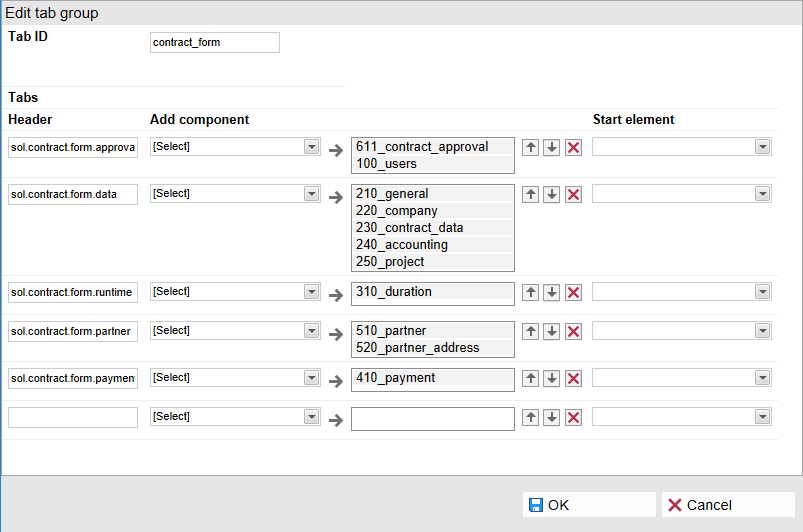 Edit tab group
Tab ID
contract_form
Tabs
Header Add component Start element
sol.contract.form.approva [Select] 611_contract_approval
100_users
sol.contract.form.data [Select] 210_general
220_company
230_contract_data
240_accounting
250_project
sol.contract.form.runtime [Select] 310_duration
sol.contract.form.partner [Select] 510_partner
520_partner_address
sol.contract.form.paymen [Select] 410_payment
[Select]
OK Cancel